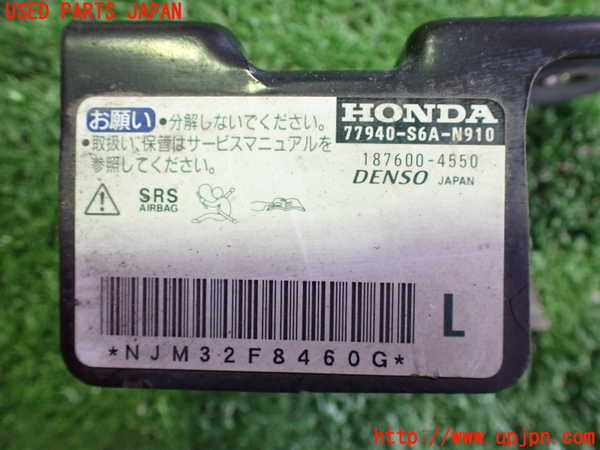 USED PARTS JAPAN
お願い •分解しないでください。
•取扱い、保管はサービスマニュアルを
参照してください。
HONDA
77940-S6A-N910
187600-4550
DENSO JAPAN
SRS
AIRBAG
L
*NJM32F8460G*
http://www.upjpn.com/